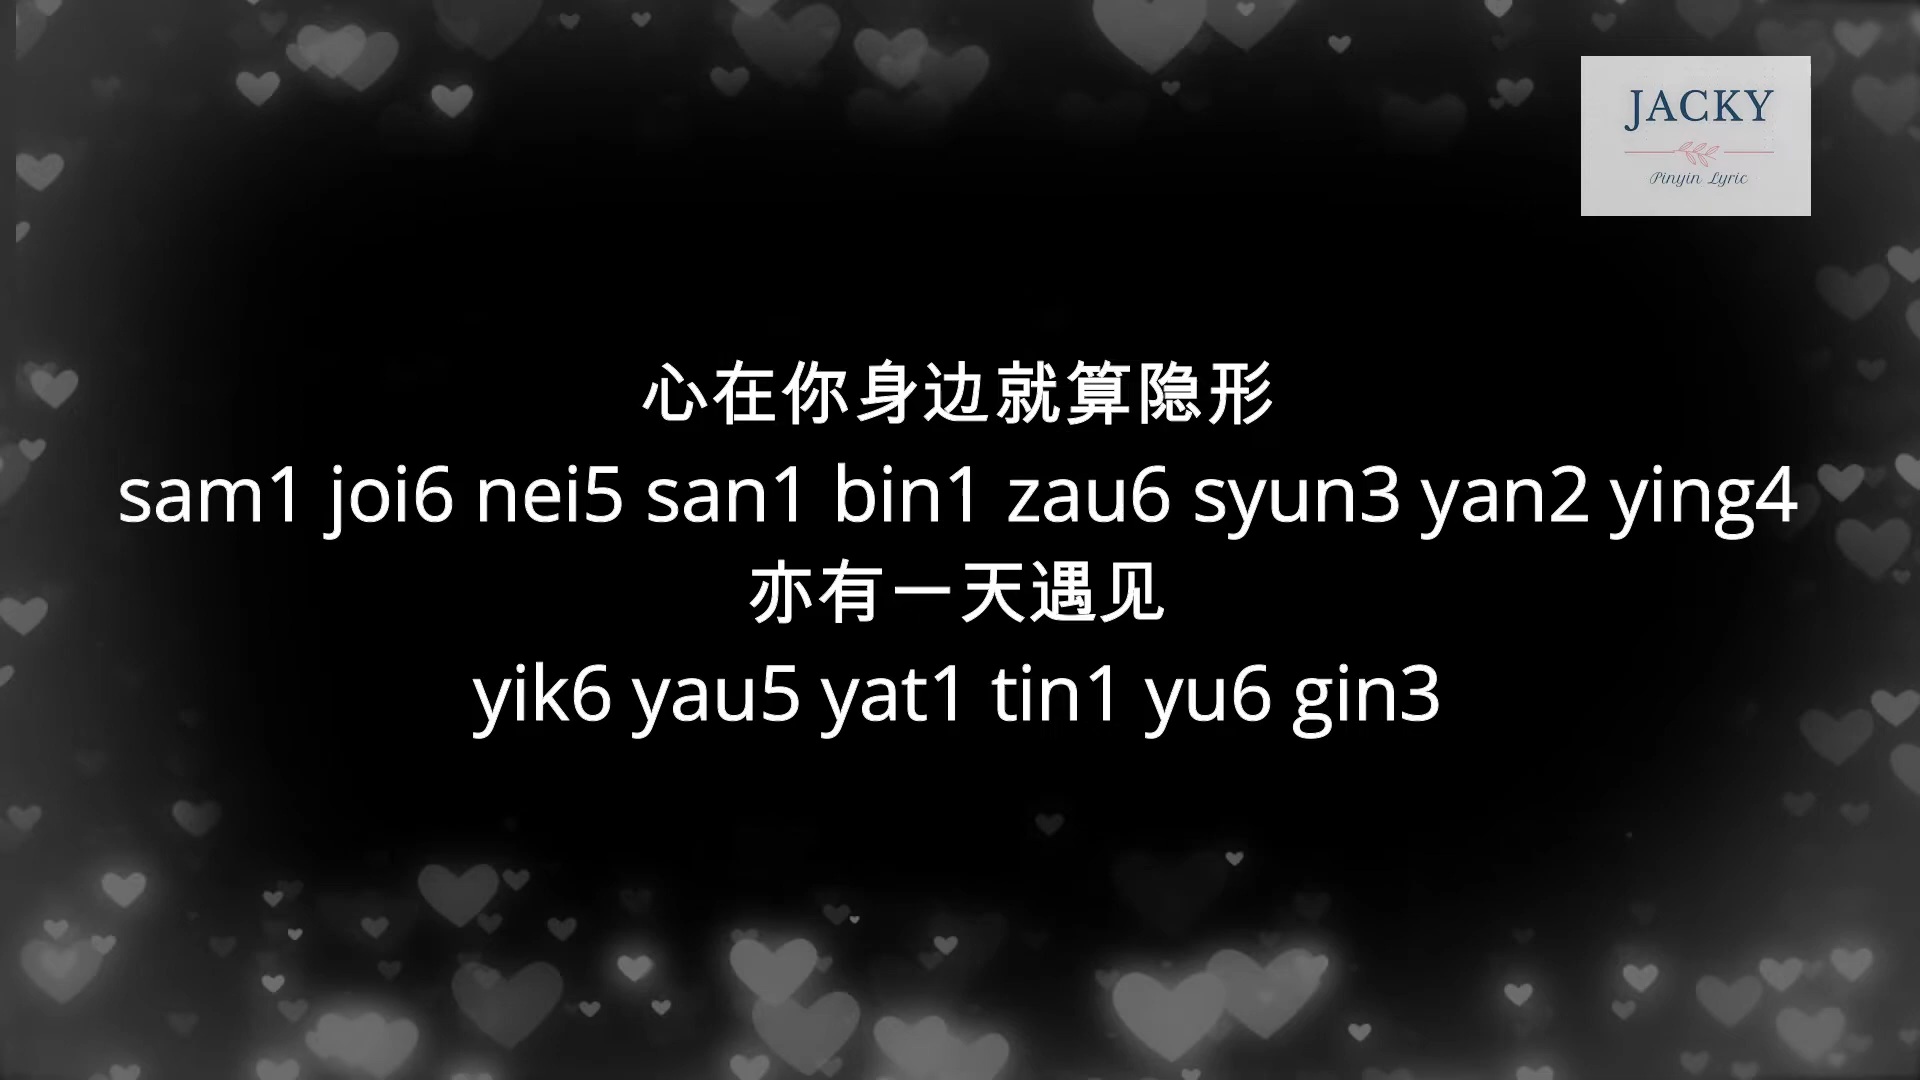 JACKY
Pinyin Lyric
心在你身边就算隐形
sam1 joi6 nei5 san1 bin1 zau6 syun3 yan2 ying4
亦有一天遇见
yik6 yau5 yat1 tin1 yu6 gin3